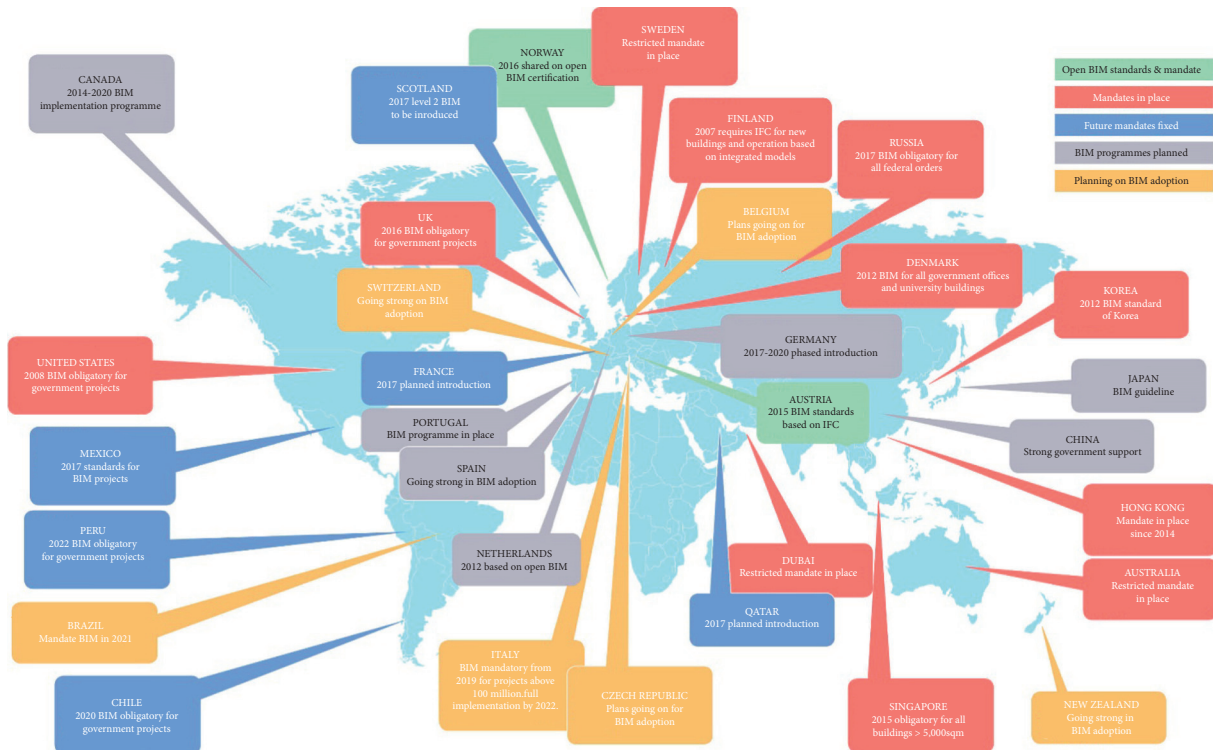 CANADA
2014-2020 BIM
implementation programme
SCOTLAND
2017 level 2 BIM
to be inroduced
NORWAY
2016 shared on open
BIM certification
SWEDEN
Restricted mandate
in place
FINLAND
2007 requires IFC for new
buildings and operation based
on integrated models
RUSSIA
2017 BIM obligatory for
all federal orders
Open BIM standards & mandate
Mandates in place
Future mandates fixed
BIM programmes planned
Planning on BIM adoption
UK
2016 BIM obligatory
for government projects
BELGIUM
Plans going on for
BIM adoption
DENMARK
2012 BIM for all government offices
and university buildings
SWITZERLAND
Going strong on BIM
adoption
KOREA
2012 BIM standard
of Korea
UNITED STATES
2008 BIM obligatory for
government projects
FRANCE
2017 planned introduction
GERMANY
2017-2020 phased introduction
JAPAN
BIM guideline
PORTUGAL
BIM programme in place
AUSTRIA
2015 BIM standards
based on IFC
CHINA
Strong government support
MEXICO
2017 standards for
BIM projects
SPAIN
Going strong in BIM adoption
HONG KONG
Mandate in place
since 2014
PERU
2022 BIM obligatory
for government projects
NETHERLANDS
2012 based on open BIM
DUBAI
Restricted mandate in place
AUSTRALIA
Restricted mandate
in place
BRAZIL
Mandate BIM in 2021
QATAR
2017 planned introduction
ITALY
BIM mandatory from
2019 for projects above
100 million.full
implementation by 2022.
CZECH REPUBLIC
Plans going on for
BIM adoption
CHILE
2020 BIM obligatory for
government projects
SINGAPORE
2015 obligatory for all
buildings > 5,000sqm
NEW ZEALAND
Going strong in
BIM adoption